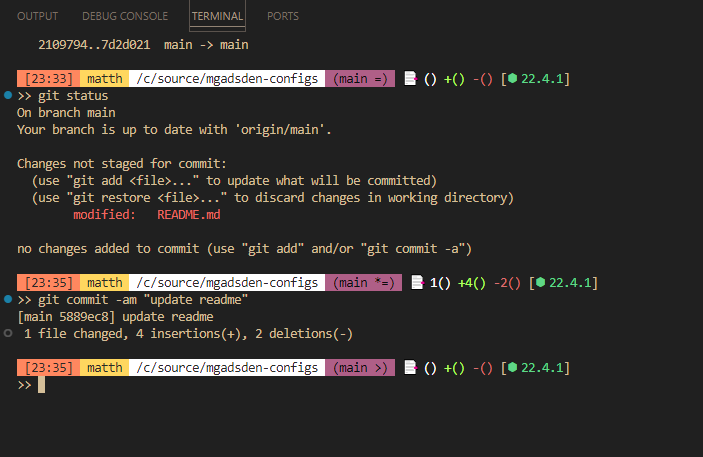 OUTPUT DEBUG CONSOLE TERMINAL PORTS
2109794..7d2d021 main -> main
[23:33] matth /c/source/mgadsden-configs (main =) () +() -() [⬢ 22.4.1]
>> git status
On branch main
Your branch is up to date with 'origin/main'.
Changes not staged for commit:
(use "git add <file>..." to update what will be committed)
(use "git restore <file>..." to discard changes in working directory)
modified: README.md
no changes added to commit (use "git add" and/or "git commit -a")
[23:35] matth /c/source/mgadsden-configs (main *=) 1() +4() -2() [⬢ 22.4.1]
>> git commit -am "update readme"
[main 5889ec8] update readme
1 file changed, 4 insertions(+), 2 deletions(-)
[23:35] matth /c/source/mgadsden-configs (main >) () +() -() [⬢ 22.4.1]
>>